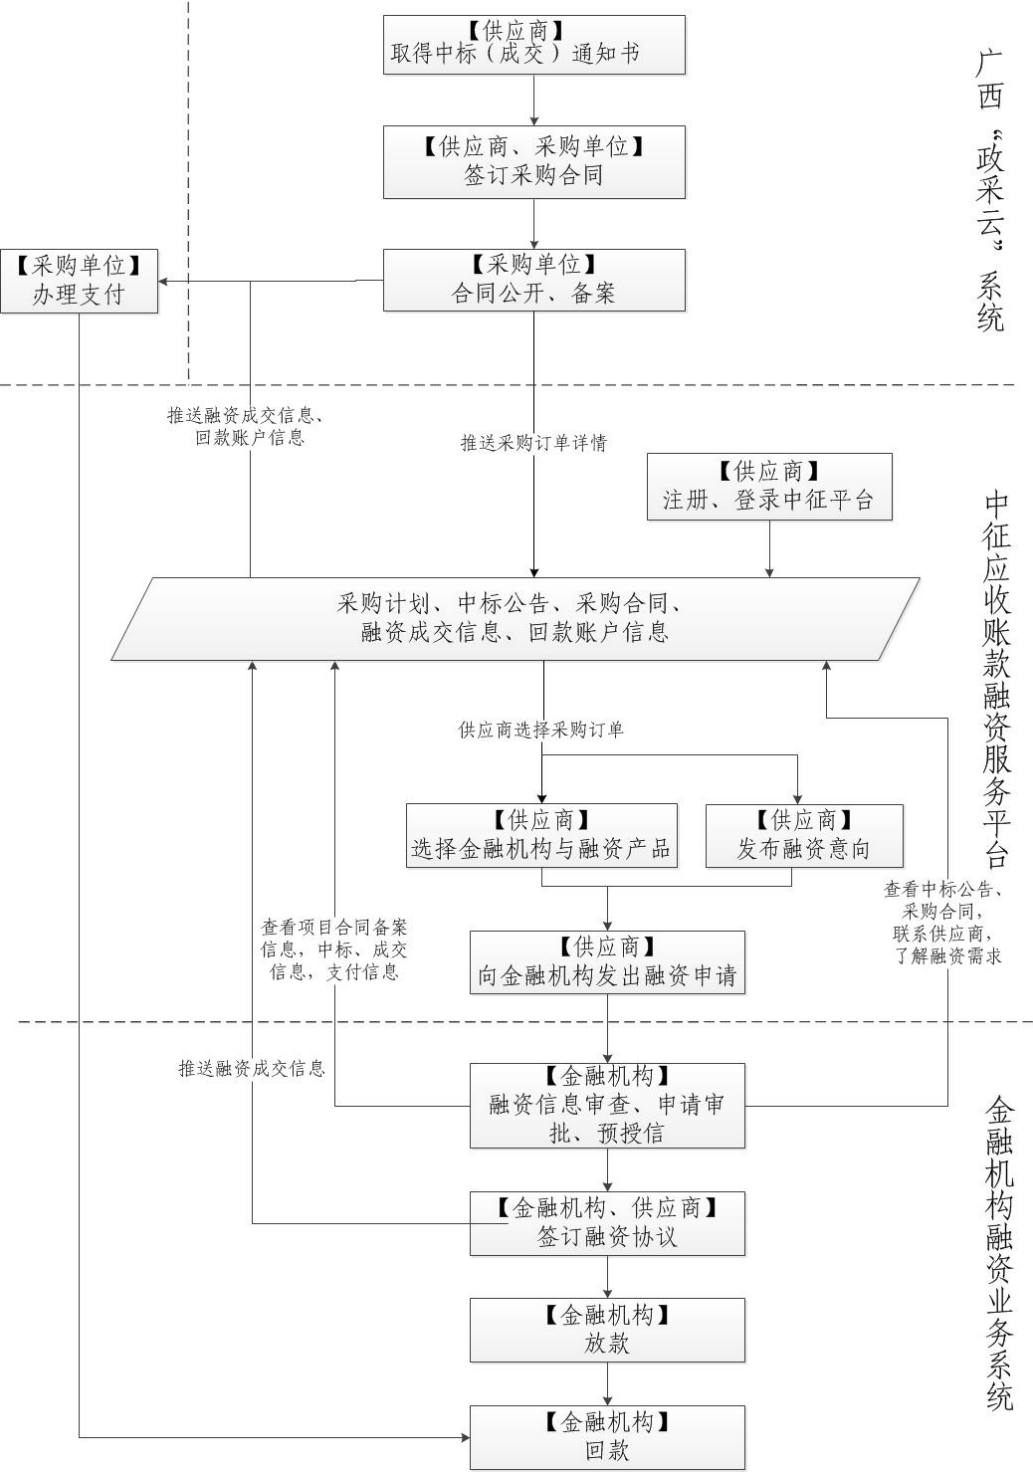 【供应商】
取得中标（成交）通知书
【供应商、采购单位】
签订采购合同
【采购单位】
合同公开、备案
【采购单位】
办理支付
广西“政采云”系统
推送融资成交信息、
回款账户信息
推送采购订单详情
【供应商】
注册、登录中征平台
采购计划、中标公告、采购合同、
融资成交信息、回款账户信息
中征应收账款融资服务平台
供应商选择采购订单
【供应商】
选择金融机构与融资产品
【供应商】
发布融资意向
查看中标公告、
采购合同，
联系供应商，
了解融资需求
查看项目合同备案
信息，中标、成交
信息，支付信息
【供应商】
向金融机构发出融资申请
推送融资成交信息
【金融机构】
融资信息审查、申请审
批、预授信
【金融机构、供应商】
签订融资协议
【金融机构】
放款
【金融机构】
回款
金融机构融资业务系统